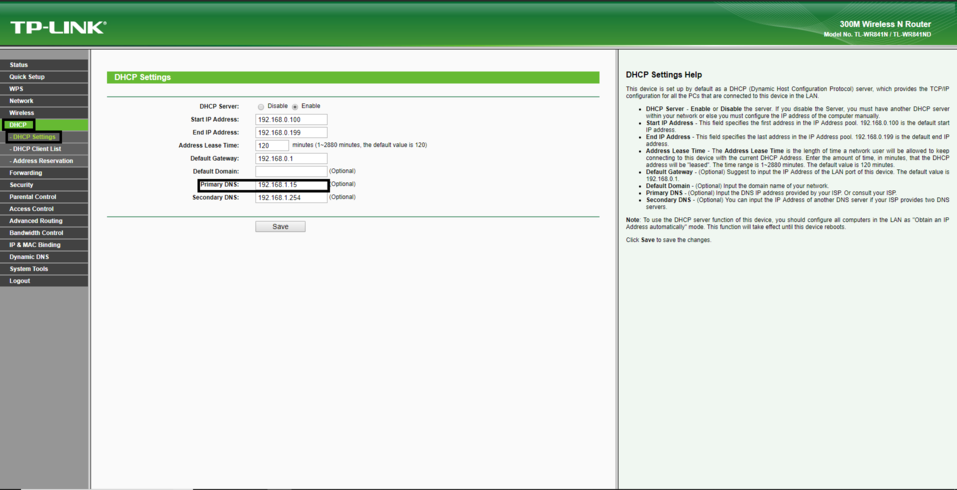 TP-LINK®
300M Wireless N Router
Model No. TL-WR841N / TL-WR841ND
Status
Quick Setup
WPS
Network
Wireless
DHCP
- DHCP Settings
- DHCP Client List
- Address Reservation
Forwarding
Security
Parental Control
Access Control
Advanced Routing
Bandwidth Control
IP & MAC Binding
Dynamic DNS
System Tools
Logout
DHCP Settings
DHCP Server: Disable Enable
Start IP Address: 192.168.0.100
End IP Address: 192.168.0.199
Address Lease Time: 120 minutes (1~2880 minutes, the default value is 120)
Default Gateway: 192.168.0.1
Default Domain: (Optional)
Primary DNS: 192.168.1.15 (Optional)
Secondary DNS: 192.168.1.254 (Optional)
Save
DHCP Settings Help
This device is set up by default as a DHCP (Dynamic Host Configuration Protocol) server, which provides the TCP/IP
configuration for all the PCs that are connected to this device in the LAN.
• DHCP Server - Enable or Disable the server. If you disable the Server, you must have another DHCP server
within your network or else you must configure the IP address of the computer manually.
• Start IP Address - This field specifies the first address in the IP Address pool. 192.168.0.100 is the default start
IP address.
• End IP Address - This field specifies the last address in the IP Address pool. 192.168.0.199 is the default end IP
address.
• Address Lease Time - The Address Lease Time is the length of time a network user will be allowed to keep
connecting to this device with the current DHCP Address. Enter the amount of time, in minutes, that the DHCP
address will be "leased". The time range is 1~2880 minutes. The default value is 120 minutes.
• Default Gateway - (Optional) Suggest to input the IP Address of the LAN port of this device. The default value is
192.168.0.1.
• Default Domain - (Optional) Input the domain name of your network.
• Primary DNS - (Optional) Input the DNS IP address provided by your ISP. Or consult your ISP.
• Secondary DNS - (Optional) You can input the IP Address of another DNS server if your ISP provides two DNS
servers.
Note: To use the DHCP server function of this device, you should configure all computers in the LAN as "Obtain an IP
Address automatically" mode. This function will take effect until this device reboots.
Click Save to save the changes.